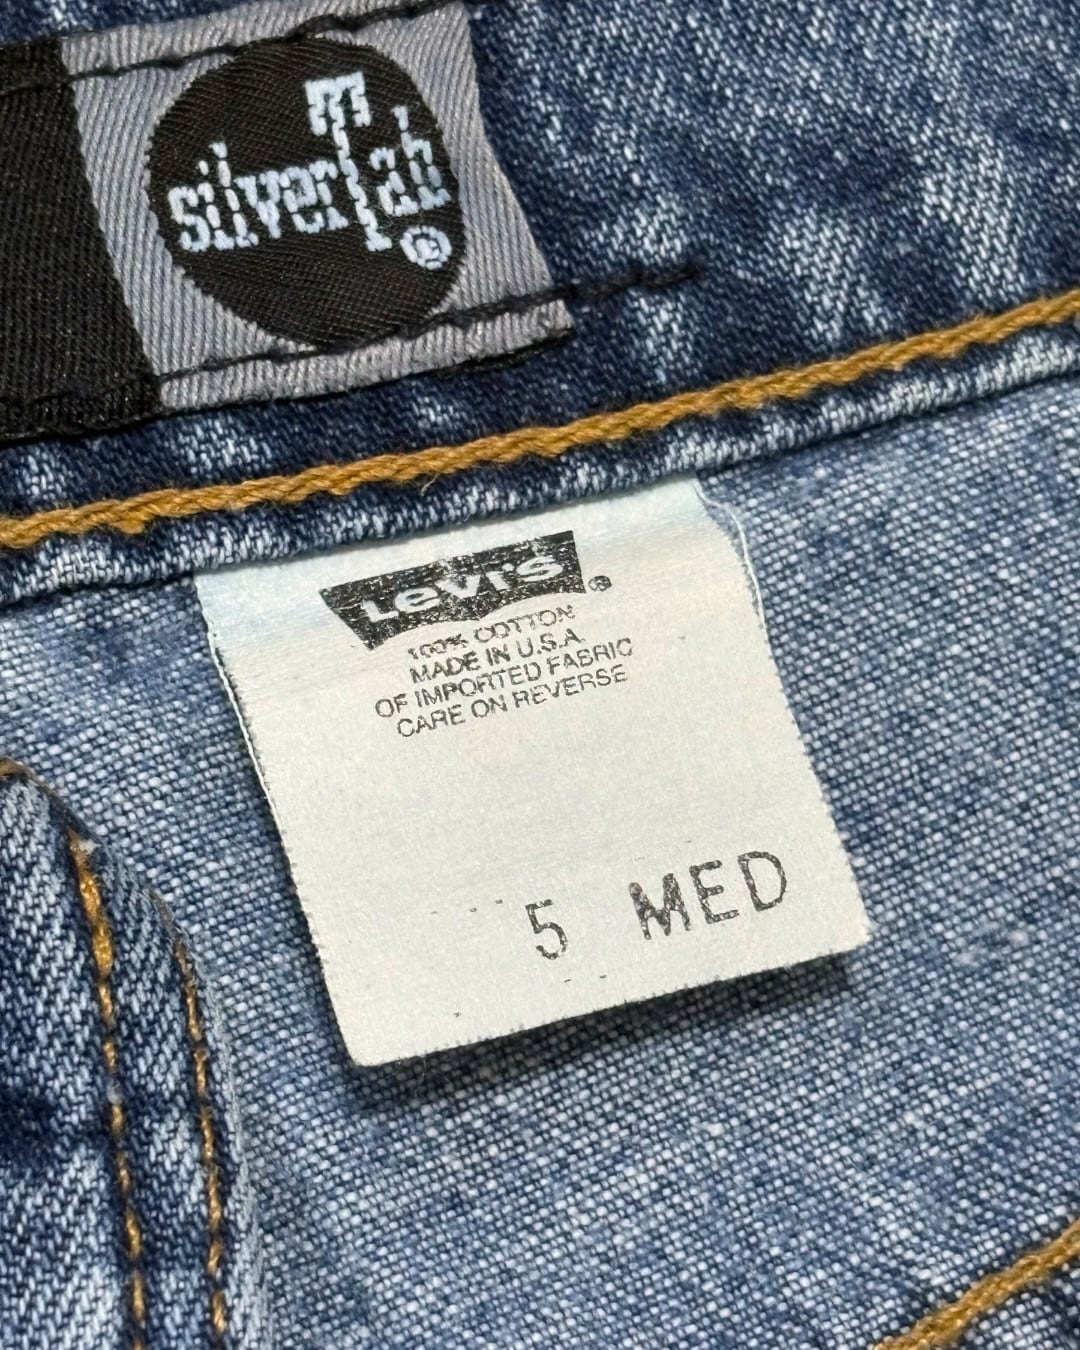 silverTab®
Levi's®
100% COTTON
MADE IN U.S.A.
OF IMPORTED FABRIC
CARE ON REVERSE
5 MED